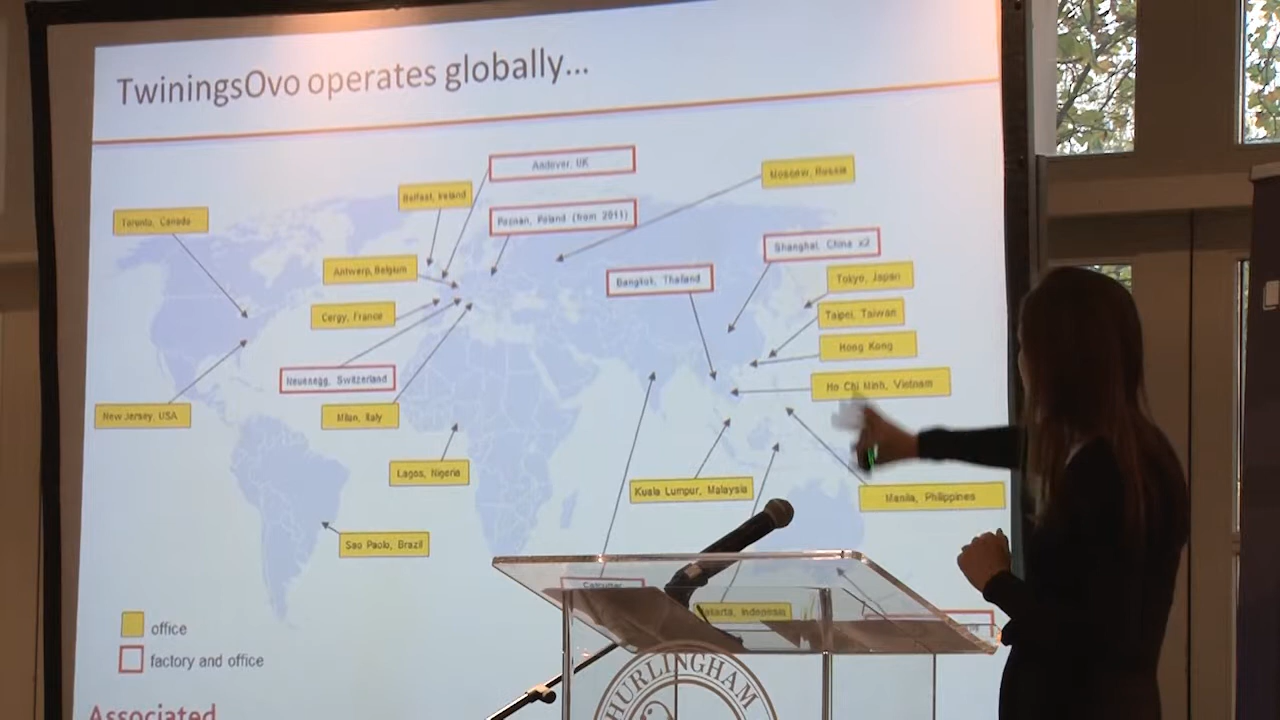 TwiningsOvo operates globally...
Andover, UK
Moscow, Russia
Belfast, Ireland
Toronto, Canada
Poznan, Poland (from 2011)
Shanghai, China x2
Antwerp, Belgium
Bangkok, Thailand
Tokyo, Japan
Cergy, France
Taipei, Taiwan
Hong Kong
Neuenegg, Switzerland
Ho Chi Minh, Vietnam
New Jersey, USA
Milan, Italy
Lagos, Nigeria
Kuala Lumpur, Malaysia
Manila, Philippines
Sao Paolo, Brazil
Jakarta, Indonesia
office
factory and office
Associated
HURLINGHAM